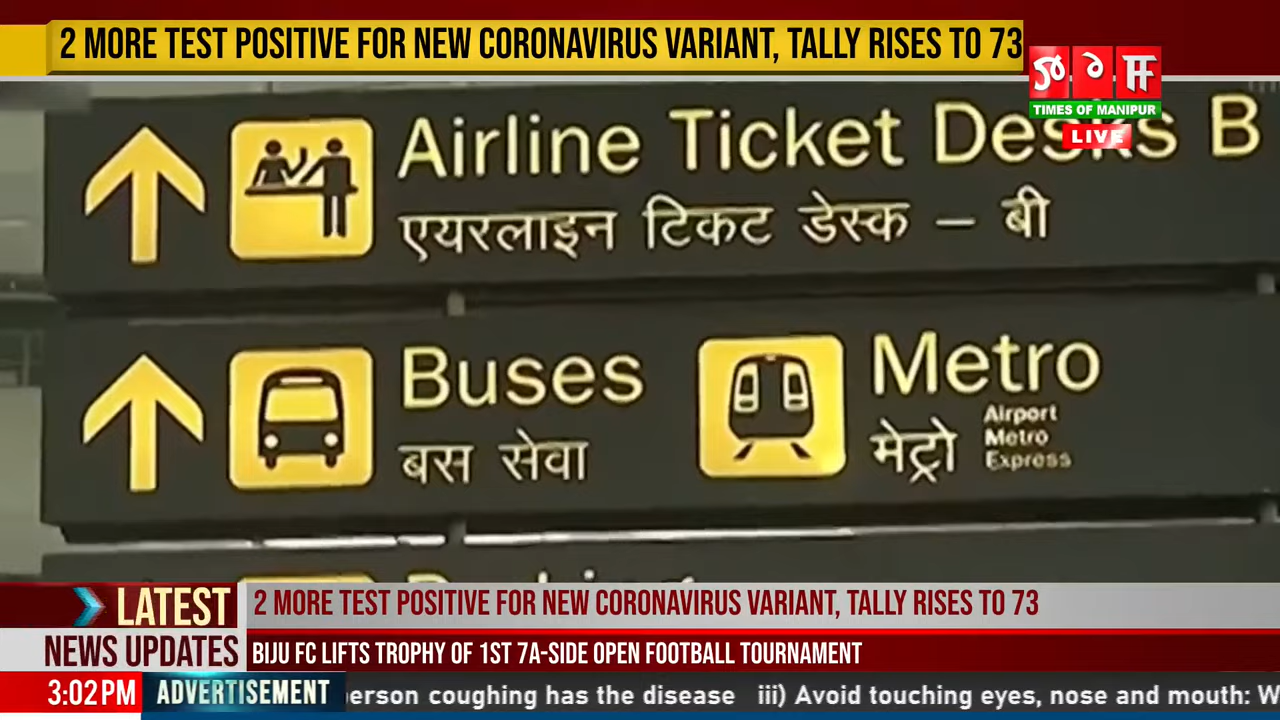 2 MORE TEST POSITIVE FOR NEW CORONAVIRUS VARIANT, TALLY RISES TO 73
TIMES OF MANIPUR
LIVE
Airline Ticket Desks B
एयरलाइन टिकट डेस्क – बी
Buses
बस सेवा
Metro
मेट्रो
Airport
Metro
Express
LATEST
NEWS UPDATES
2 MORE TEST POSITIVE FOR NEW CORONAVIRUS VARIANT, TALLY RISES TO 73
BIJU FC LIFTS TROPHY OF 1ST 7A-SIDE OPEN FOOTBALL TOURNAMENT
3:02 PM
ADVERTISEMENT
erson coughing has the disease iii) Avoid touching eyes, nose and mouth: W